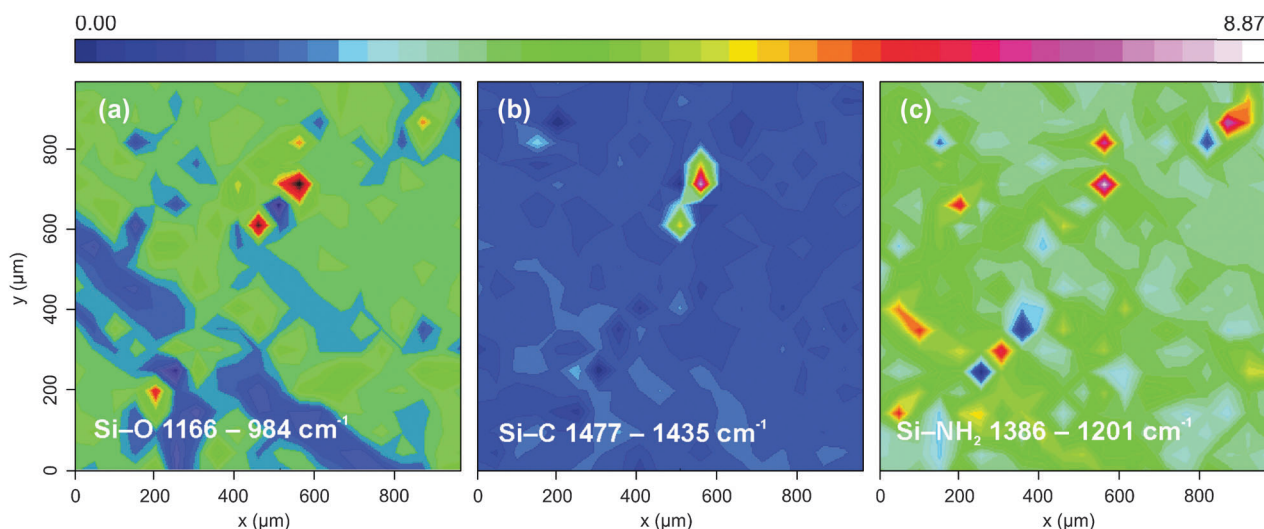 0.00 8.87
(a) (b) (c)
800
600
400
200
0
y (µm)
Si–O 1166 – 984 cm⁻¹ Si–C 1477 – 1435 cm⁻¹ Si–NH₂ 1386 – 1201 cm⁻¹
0 200 400 600 800 0 200 400 600 800 200 400 600 800
x (µm) x (µm) x (µm)